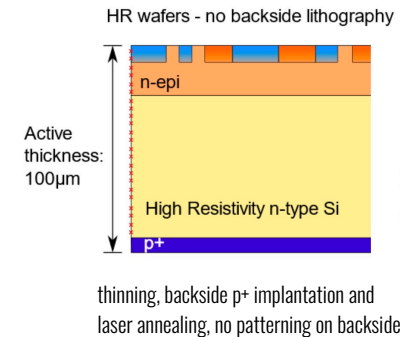 HR wafers - no backside lithography
n-epi
Active
thickness:
100µm
High Resistivity n-type Si
p+
thinning, backside p+ implantation and
laser annealing, no patterning on backside